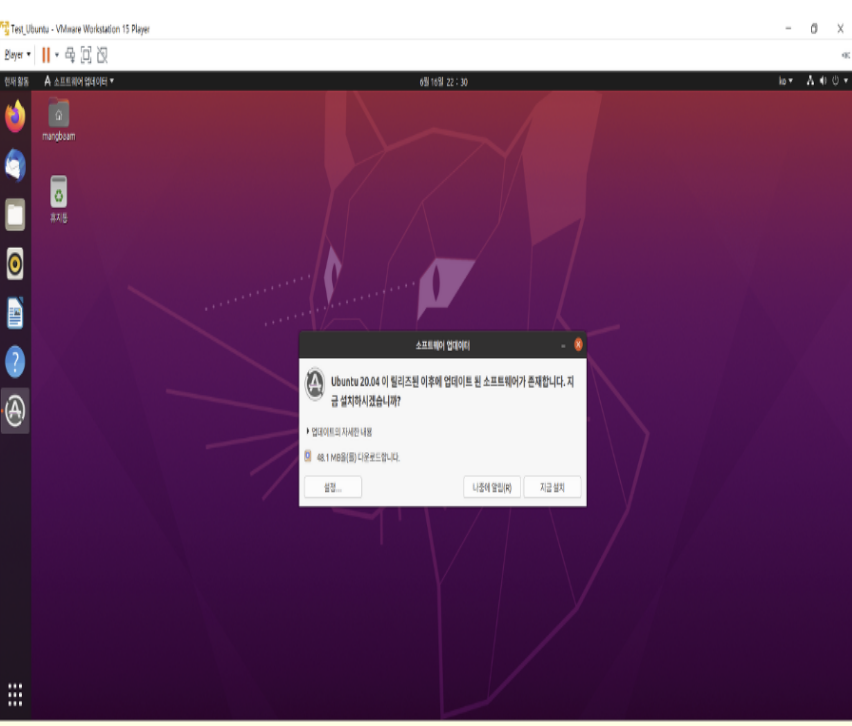 Test_Ubuntu - VMware Workstation 15 Player
Player
현재 활동 소프트웨어 업데이터 6월 16일 22 : 30 ko
mangbaam
휴지통
소프트웨어 업데이터
Ubuntu 20.04 이 릴리즈된 이후에 업데이트 된 소프트웨어가 존재합니다. 지
금 설치하시겠습니까?
업데이트의 자세한 내용
48.1 MB을(를) 다운로드합니다.
설정... 나중에 알림(R) 지금 설치